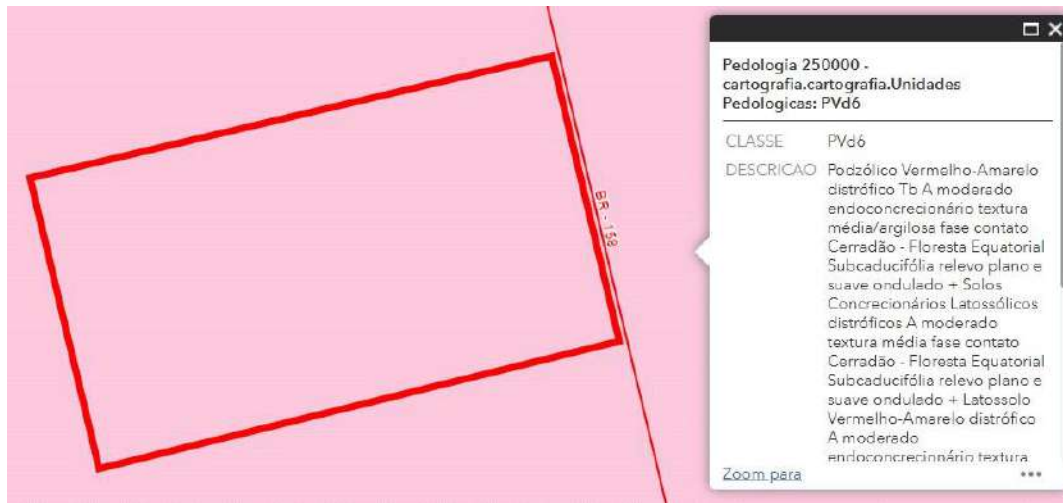 BR - 158
Pedologia 250000 -
cartografia.cartografia.Unidades
Pedologicas: PVd6
CLASSE PVd6
DESCRICAO Podzólico Vermelho-Amarelo
distrófico Tb A moderado
endoconcrecionário textura
média/argilosa fase contato
Cerradão - Floresta Equatorial
Subcaducifólia relevo plano e
suave ondulado + Solos
Concrecionários Latossólicos
distróficos A moderado
textura média fase contato
Cerradão - Floresta Equatorial
Subcaducifólia relevo plano e
suave ondulado + Latossolo
Vermelho-Amarelo distrófico
A moderado
endoconcrecionário textura
Zoom para